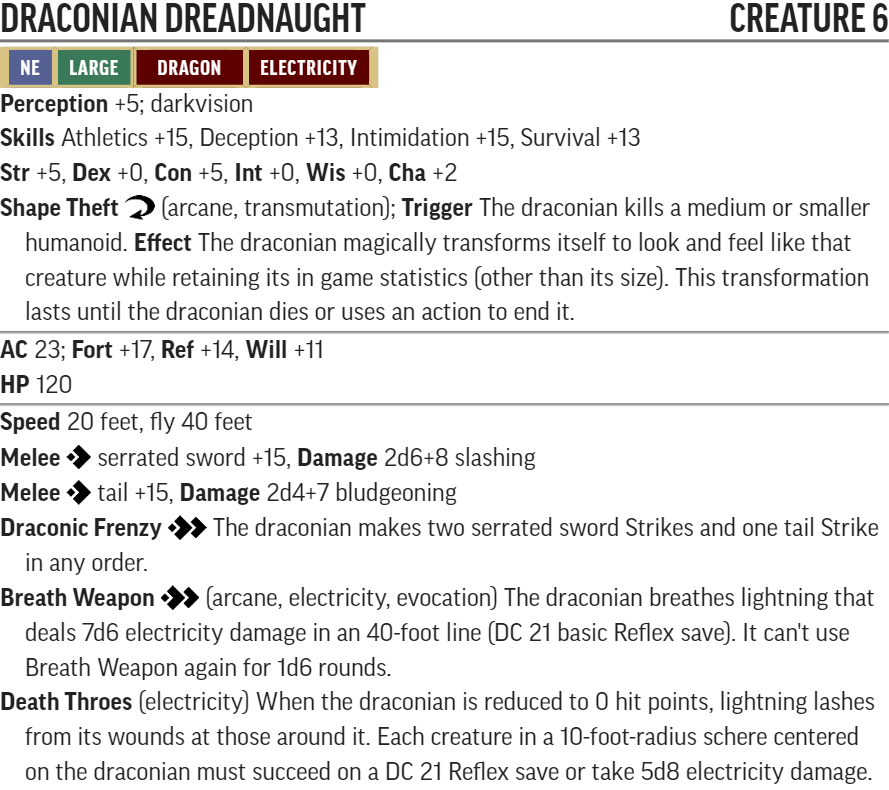 DRACONIAN DREADNAUGHT CREATURE 6
NE LARGE DRAGON ELECTRICITY
Perception +5; darkvision
Skills Athletics +15, Deception +13, Intimidation +15, Survival +13
Str +5, Dex +0, Con +5, Int +0, Wis +0, Cha +2
Shape Theft (arcane, transmutation); Trigger The draconian kills a medium or smaller
humanoid. Effect The draconian magically transforms itself to look and feel like that
creature while retaining its in game statistics (other than its size). This transformation
lasts until the draconian dies or uses an action to end it.
AC 23; Fort +17, Ref +14, Will +11
HP 120
Speed 20 feet, fly 40 feet
Melee serrated sword +15, Damage 2d6+8 slashing
Melee tail +15, Damage 2d4+7 bludgeoning
Draconic Frenzy The draconian makes two serrated sword Strikes and one tail Strike
in any order.
Breath Weapon (arcane, electricity, evocation) The draconian breathes lightning that
deals 7d6 electricity damage in an 40-foot line (DC 21 basic Reflex save). It can't use
Breath Weapon again for 1d6 rounds.
Death Throes (electricity) When the draconian is reduced to 0 hit points, lightning lashes
from its wounds at those around it. Each creature in a 10-foot-radius schere centered
on the draconian must succeed on a DC 21 Reflex save or take 5d8 electricity damage.